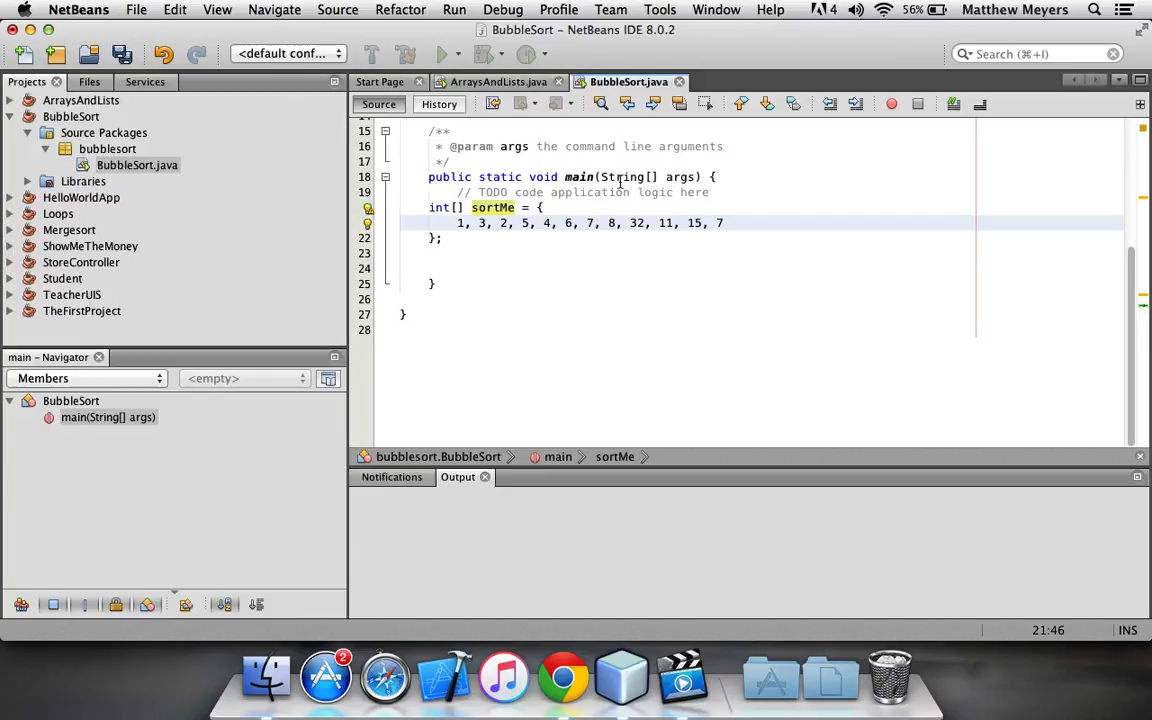 NetBeans File Edit View Navigate Source Refactor Run Debug Profile Team Tools Window Help 4 56% Matthew Meyers
BubbleSort - NetBeans IDE 8.0.2
<default conf... Search (⌘+I)
Projects Files Services
Start Page ArraysAndLists.java BubbleSort.java
ArraysAndLists
BubbleSort
Source Packages
bubblesort
BubbleSort.java
Libraries
HelloWorldApp
Loops
Mergesort
ShowMeTheMoney
StoreController
Student
TeacherUIS
TheFirstProject
Source History
15 /**
16 * @param args the command line arguments
17 */
18 public static void main(String[] args) {
19 // TODO code application logic here
int[] sortMe = {
1, 3, 2, 5, 4, 6, 7, 8, 32, 11, 15, 7
22 };
23
24
25 }
26
27 }
28
main - Navigator
Members <empty>
BubbleSort
main(String[] args)
bubblesort.BubbleSort main sortMe
Notifications Output
21:46 INS
2